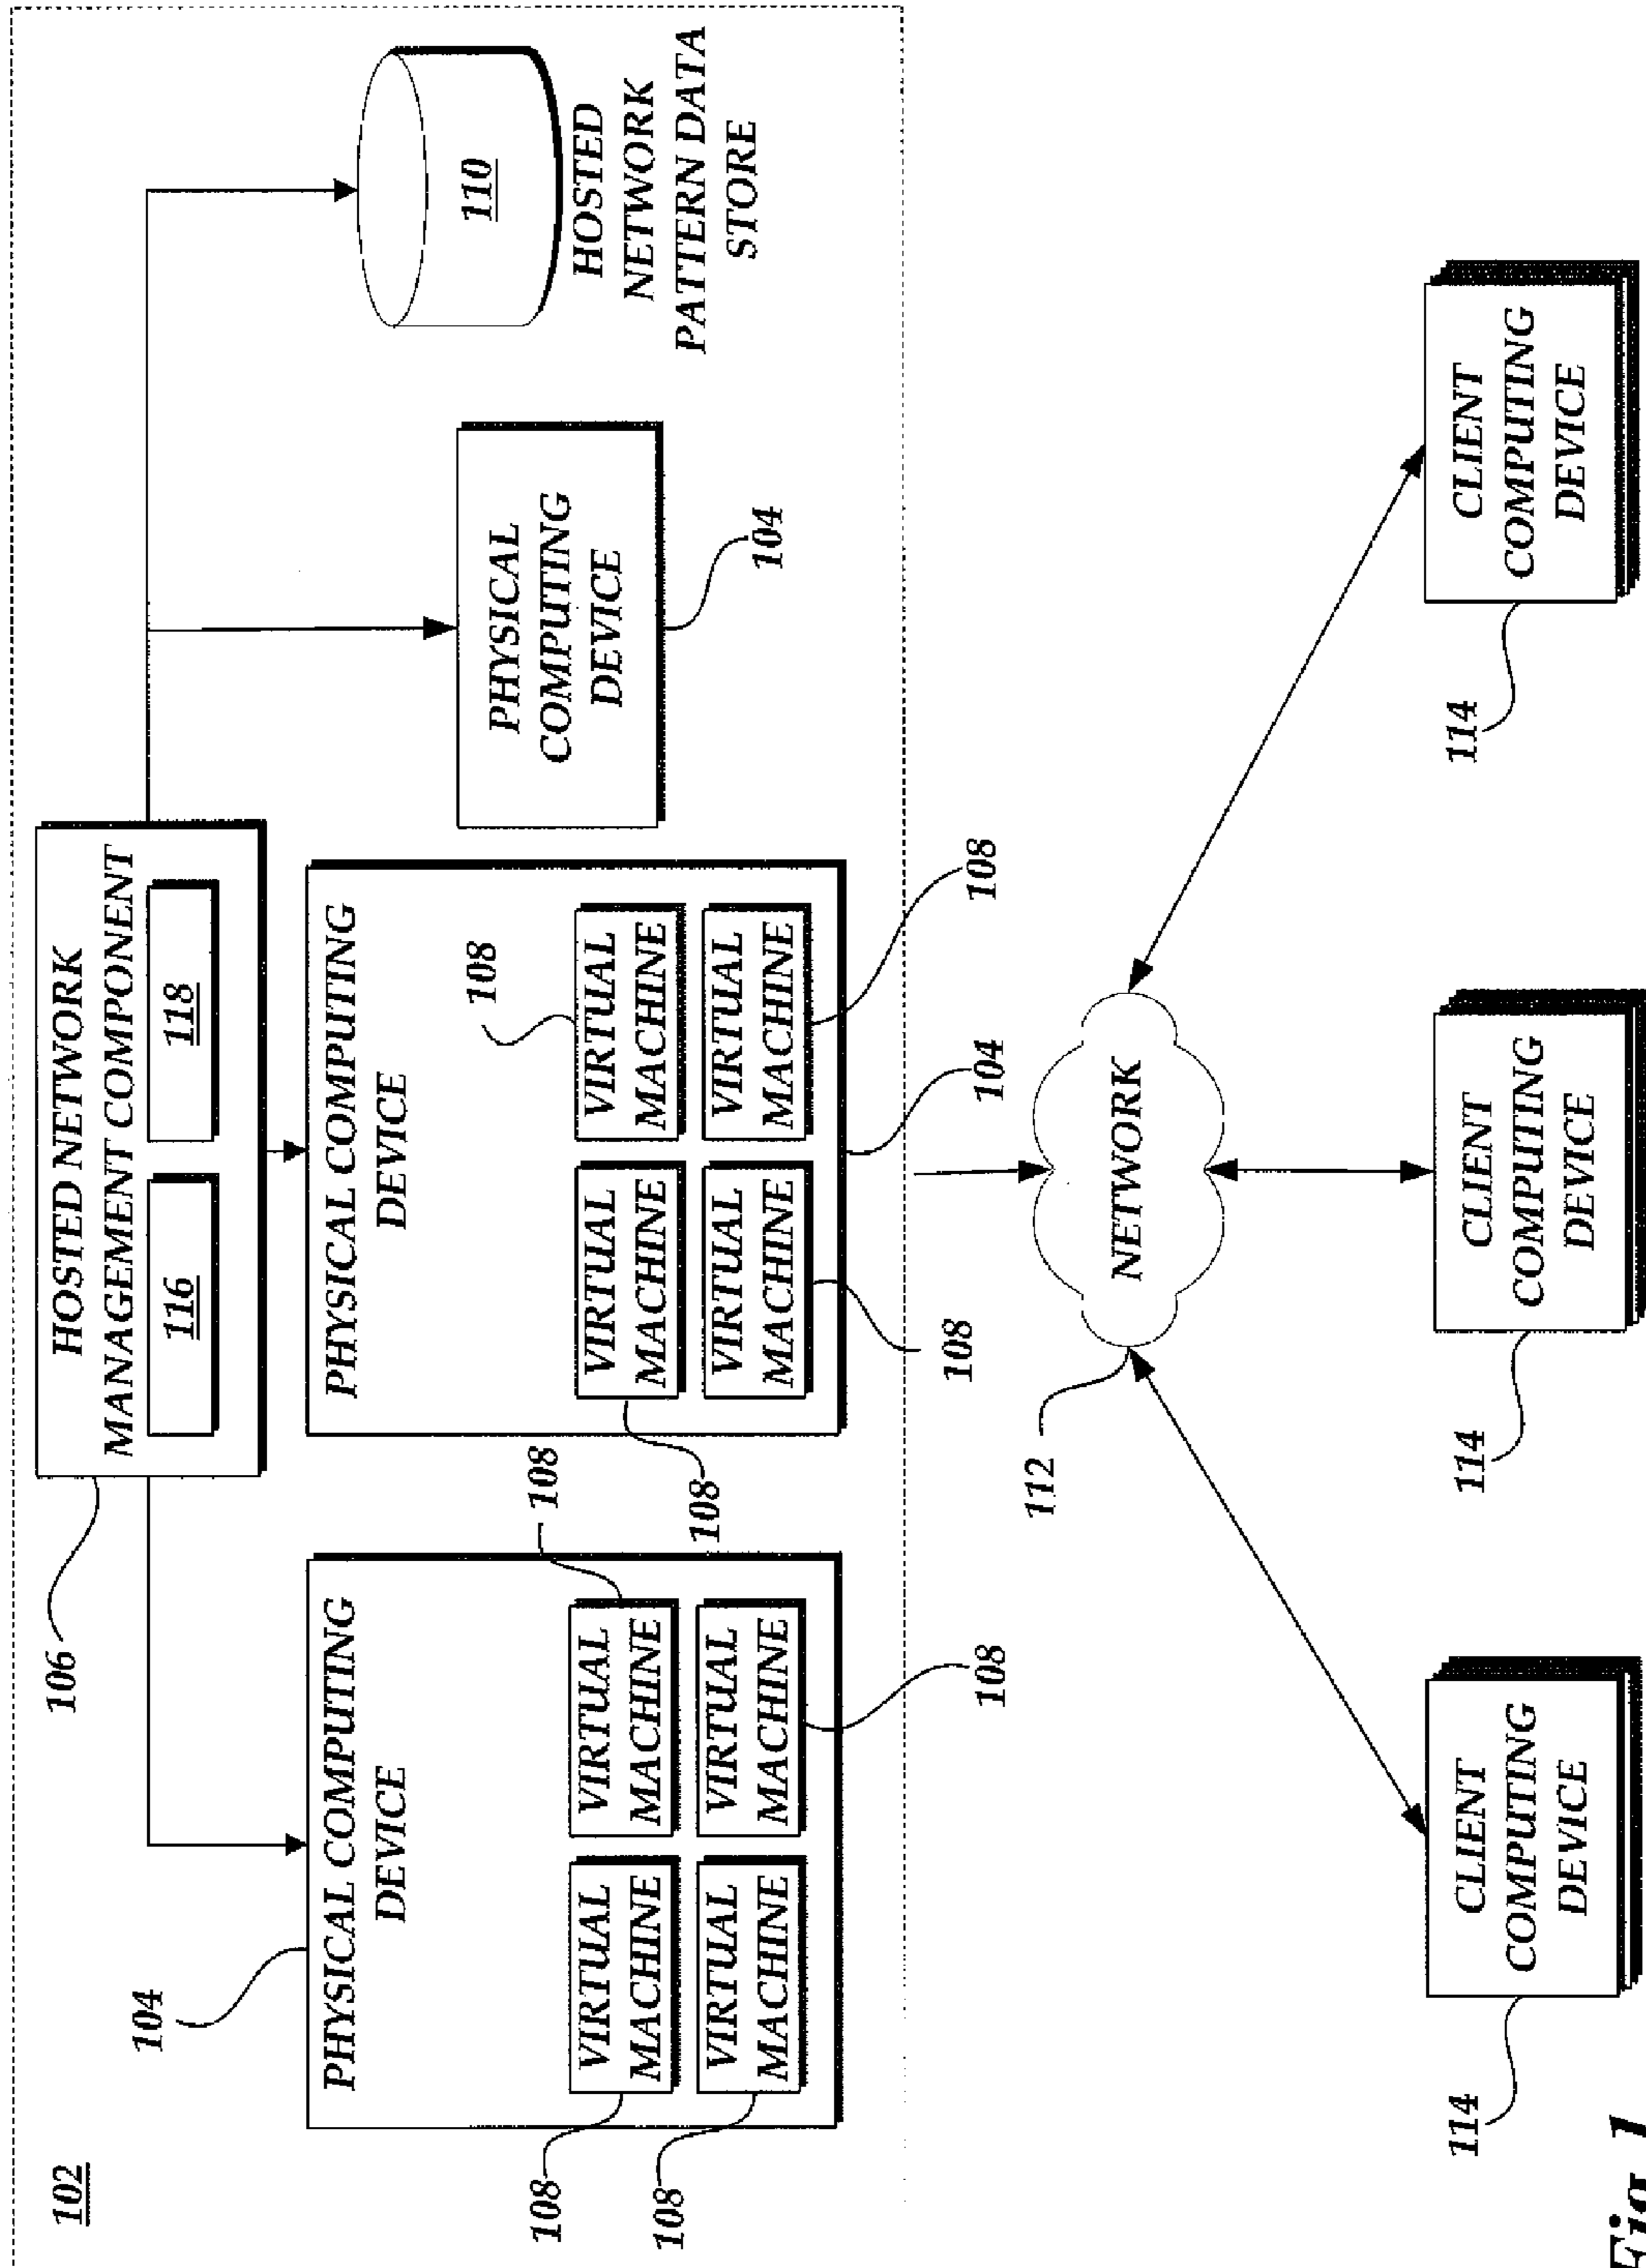 102
106
HOSTED NETWORK
MANAGEMENT COMPONENT
116
118
104
PHYSICAL COMPUTING
DEVICE
108
VIRTUAL
MACHINE
VIRTUAL
MACHINE
108
108
VIRTUAL
MACHINE
VIRTUAL
MACHINE
108
PHYSICAL COMPUTING
DEVICE
108
VIRTUAL
MACHINE
VIRTUAL
MACHINE
108
VIRTUAL
MACHINE
VIRTUAL
MACHINE
108
108
104
PHYSICAL
COMPUTING
DEVICE
104
110
HOSTED
NETWORK
PATTERN DATA
STORE
NETWORK
112
CLIENT
COMPUTING
DEVICE
114
CLIENT
COMPUTING
DEVICE
114
CLIENT
COMPUTING
DEVICE
114
Fig. 1